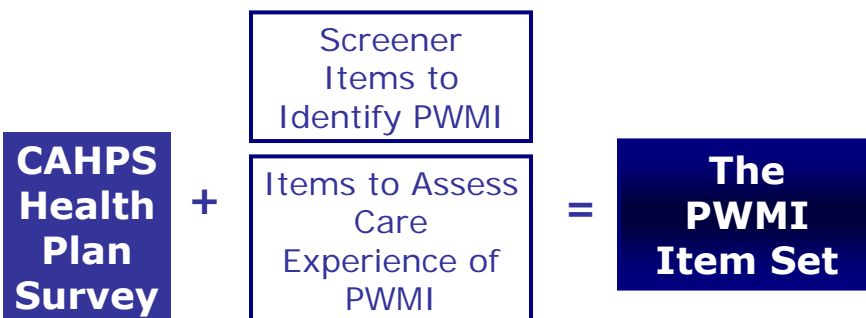 CAHPS
Health
Plan
Survey
+
Screener
Items to
Identify PWMI
Items to Assess
Care
Experience of
PWMI
=
The
PWMI
Item Set